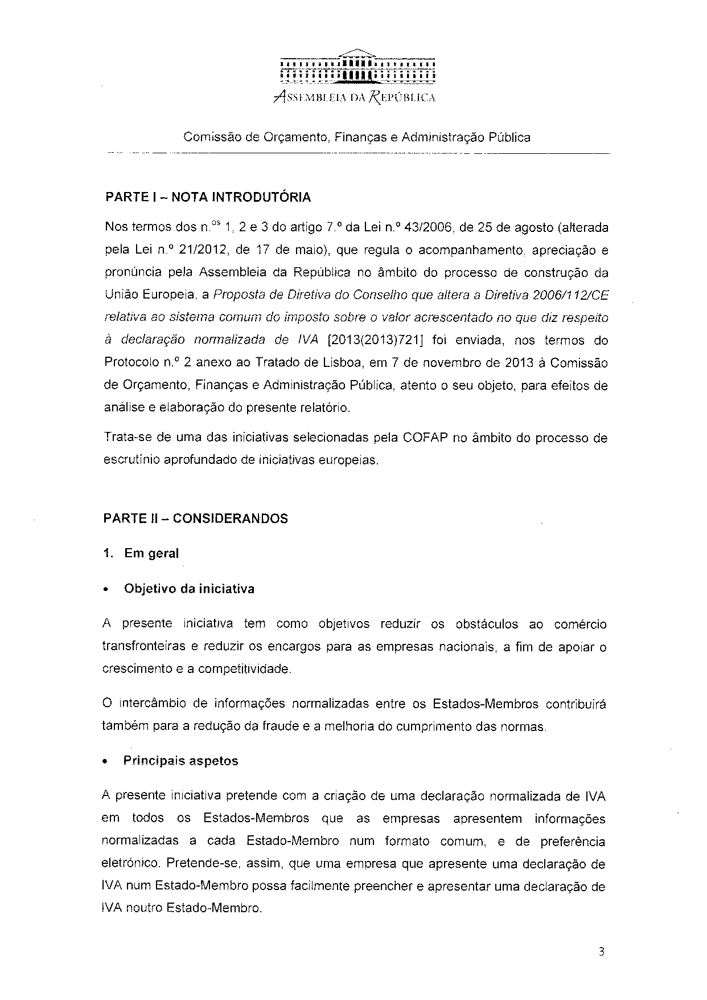 ASSEMBLEIA DA REPÚBLICA
Comissão de Orçamento, Finanças e Administração Pública
PARTE I – NOTA INTRODUTÓRIA
Nos termos dos n.ºs 1, 2 e 3 do artigo 7.º da Lei n.º 43/2006, de 25 de agosto (alterada
pela Lei n.º 21/2012, de 17 de maio), que regula o acompanhamento, apreciação e
pronúncia pela Assembleia da República no âmbito do processo de construção da
União Europeia, a Proposta de Diretiva do Conselho que altera a Diretiva 2006/112/CE
relativa ao sistema comum do imposto sobre o valor acrescentado no que diz respeito
à declaração normalizada de IVA [2013(2013)721] foi enviada, nos termos do
Protocolo n.º 2 anexo ao Tratado de Lisboa, em 7 de novembro de 2013 à Comissão
de Orçamento, Finanças e Administração Pública, atento o seu objeto, para efeitos de
análise e elaboração do presente relatório.
Trata-se de uma das iniciativas selecionadas pela COFAP no âmbito do processo de
escrutínio aprofundado de iniciativas europeias.
PARTE II – CONSIDERANDOS
1. Em geral
• Objetivo da iniciativa
A presente iniciativa tem como objetivos reduzir os obstáculos ao comércio
transfronteiras e reduzir os encargos para as empresas nacionais, a fim de apoiar o
crescimento e a competitividade.
O intercâmbio de informações normalizadas entre os Estados-Membros contribuirá
também para a redução da fraude e a melhoria do cumprimento das normas.
• Principais aspetos
A presente iniciativa pretende com a criação de uma declaração normalizada de IVA
em todos os Estados-Membros que as empresas apresentem informações
normalizadas a cada Estado-Membro num formato comum, e de preferência
eletrónico. Pretende-se, assim, que uma empresa que apresente uma declaração de
IVA num Estado-Membro possa facilmente preencher e apresentar uma declaração de
IVA noutro Estado-Membro.
3